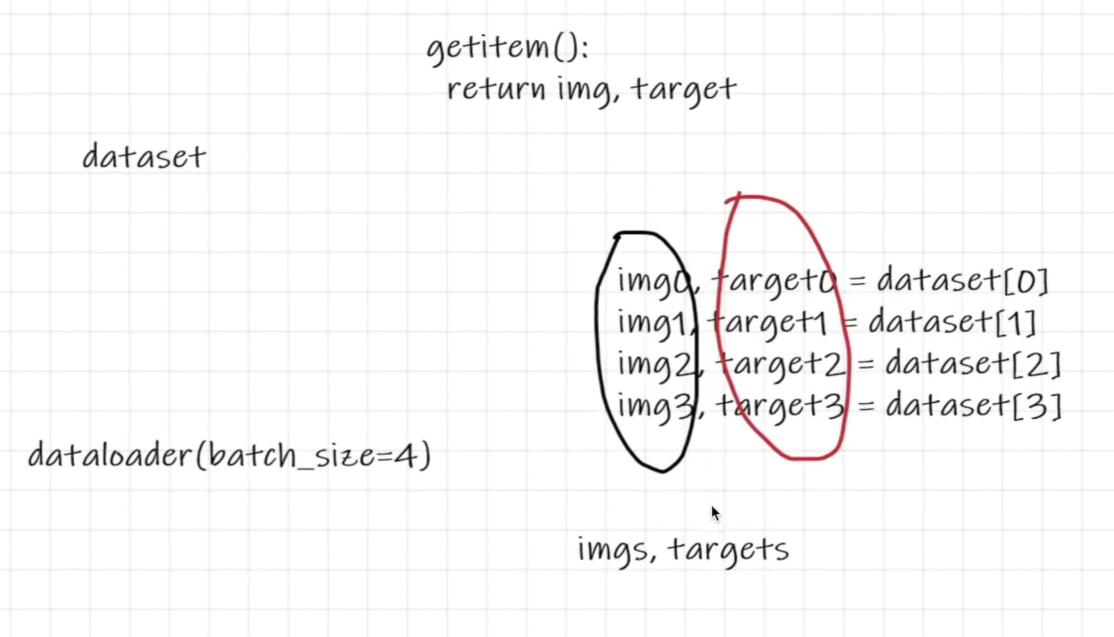 getitem():
return img, target
dataset
img0, target0 = dataset[0]
img1, target1 = dataset[1]
img2, target2 = dataset[2]
img3, target3 = dataset[3]
dataloader(batch_size=4)
imgs, targets